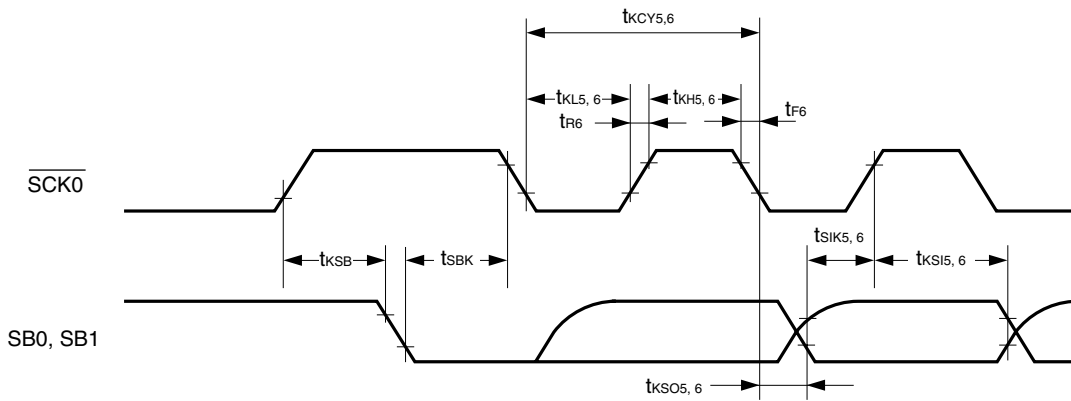 tKCY5,6
tKL5, 6
tKH5, 6
tR6
tF6
SCK0
tSIK5, 6
tKSB
tSBK
tKSI5, 6
SB0, SB1
tKSO5, 6